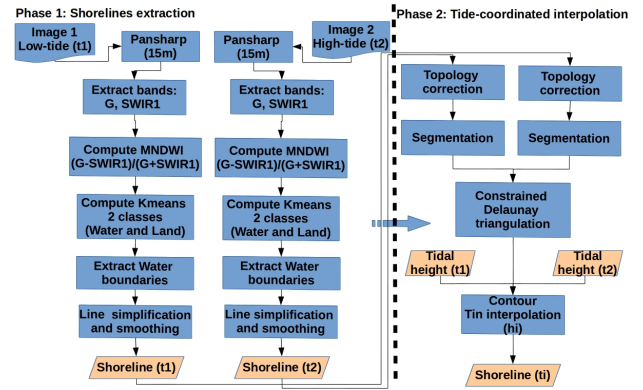 Phase 1: Shorelines extraction
Image 1
Low-tide (t1)
Pansharp
(15m)
Extract bands:
G, SWIR1
Compute MNDWI
(G-SWIR1)/(G+SWIR1)
Compute Kmeans
2 classes
(Water and Land)
Extract Water
boundaries
Line simplification
and smoothing
Shoreline (t1)
Pansharp
(15m)
Image 2
High-tide (t2)
Extract bands:
G, SWIR1
Compute MNDWI
(G-SWIR1)/(G+SWIR1)
Compute Kmeans
2 classes
(Water and Land)
Extract Water
boundaries
Line simplification
and smoothing
Shoreline (t2)
Phase 2: Tide-coordinated interpolation
Topology
correction
Topology
correction
Segmentation
Segmentation
Constrained
Delaunay
triangulation
Tidal
height (t1)
Tidal
height (t2)
Contour
Tin interpolation
(hi)
Shoreline (ti)